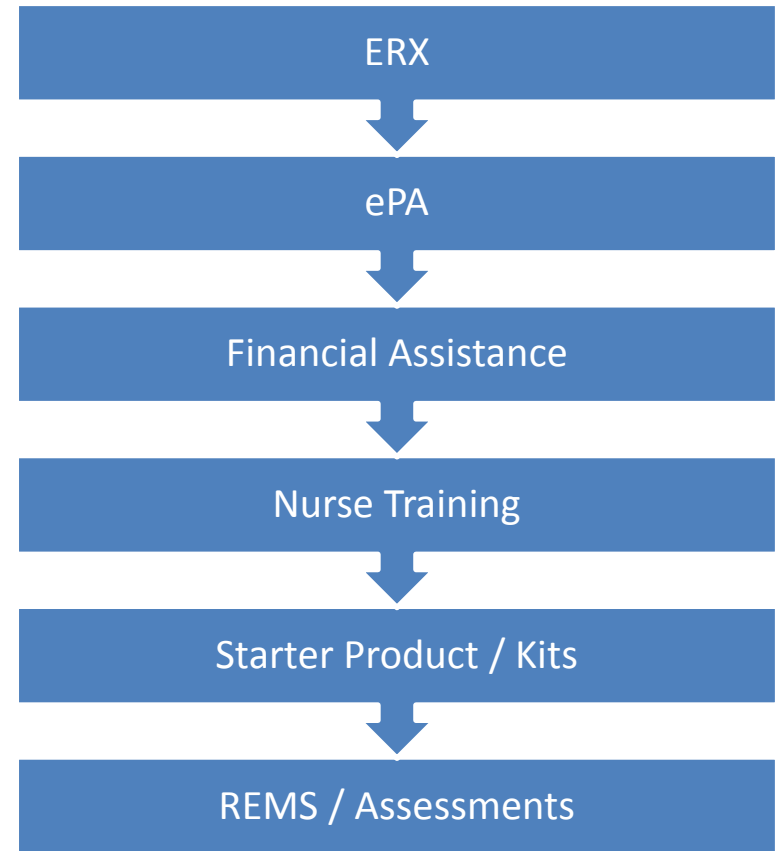 ERX
ePA
Financial Assistance
Nurse Training
Starter Product / Kits
REMS / Assessments